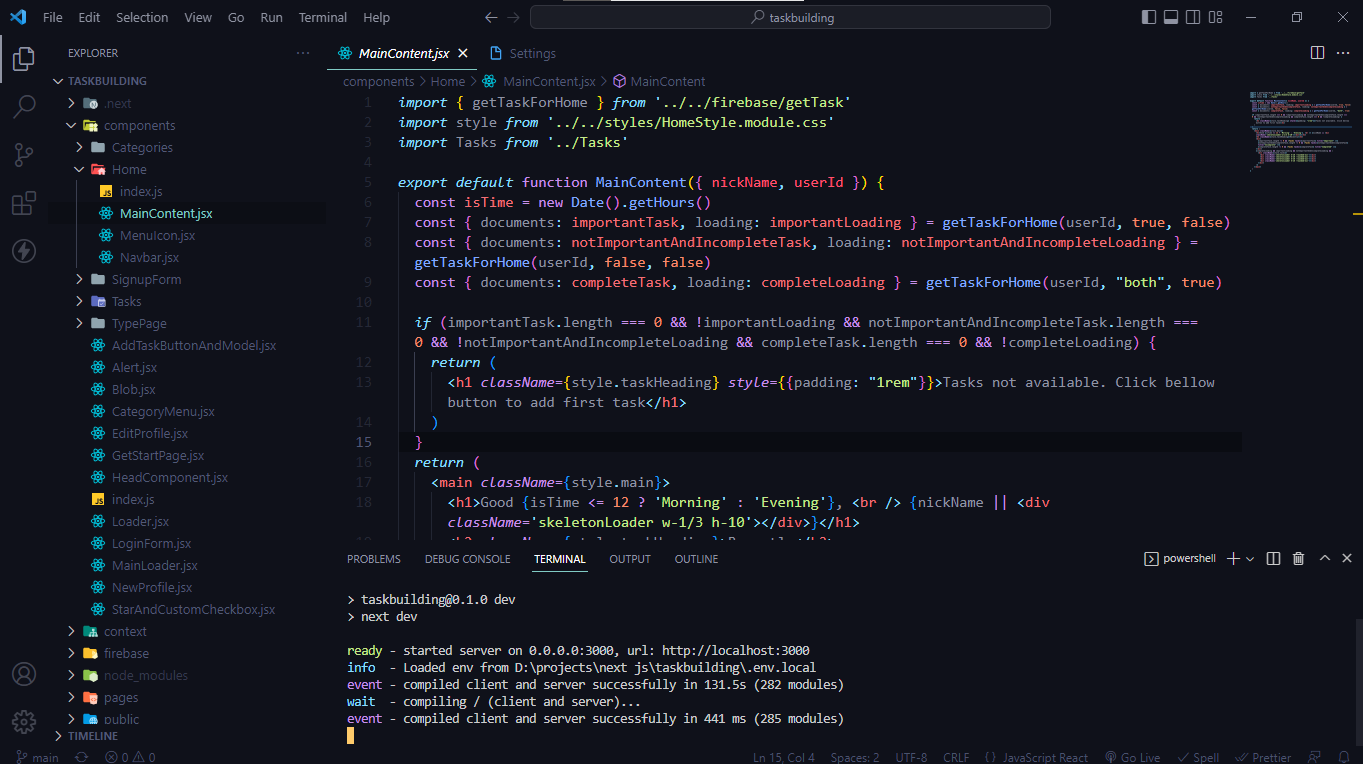 File Edit Selection View Go Run Terminal Help
taskbuilding
EXPLORER
TASKBUILDING
.next
components
Categories
Home
index.js
MainContent.jsx
MenuIcon.jsx
Navbar.jsx
SignupForm
Tasks
TypePage
AddTaskButtonAndModel.jsx
Alert.jsx
Blob.jsx
CategoryMenu.jsx
EditProfile.jsx
GetStartPage.jsx
HeadComponent.jsx
index.js
Loader.jsx
LoginForm.jsx
MainLoader.jsx
NewProfile.jsx
StarAndCustomCheckbox.jsx
context
firebase
node_modules
pages
public
TIMELINE
MainContent.jsx Settings
components > Home > MainContent.jsx > MainContent
1 import { getTaskForHome } from '../../firebase/getTask'
2 import style from '../../styles/HomeStyle.module.css'
3 import Tasks from '../Tasks'
4
5 export default function MainContent({ nickName, userId }) {
6 const isTime = new Date().getHours()
7 const { documents: importantTask, loading: importantLoading } = getTaskForHome(userId, true, false)
8 const { documents: notImportantAndIncompleteTask, loading: notImportantAndIncompleteLoading } =
getTaskForHome(userId, false, false)
9 const { documents: completeTask, loading: completeLoading } = getTaskForHome(userId, "both", true)
10
11 if (importantTask.length === 0 && !importantLoading && notImportantAndIncompleteTask.length ===
0 && !notImportantAndIncompleteLoading && completeTask.length === 0 && !completeLoading) {
12 return (
13 <h1 className={style.taskHeading} style={{padding: "1rem"}}>Tasks not available. Click bellow
button to add first task</h1>
14 )
15 }
16 return (
17 <main className={style.main}>
18 <h1>Good {isTime <= 12 ? 'Morning' : 'Evening'}, <br /> {nickName || <div
className='skeletonLoader w-1/3 h-10'></div>}</h1>
PROBLEMS DEBUG CONSOLE TERMINAL OUTPUT OUTLINE
powershell
> taskbuilding@0.1.0 dev
> next dev
ready - started server on 0.0.0.0:3000, url: http://localhost:3000
info - Loaded env from D:\projects\next js\taskbuilding\.env.local
event - compiled client and server successfully in 131.5s (282 modules)
wait - compiling / (client and server)...
event - compiled client and server successfully in 441 ms (285 modules)
main 0 0 Ln 15, Col 4 Spaces: 2 UTF-8 CRLF {} JavaScript React Go Live Spell Prettier